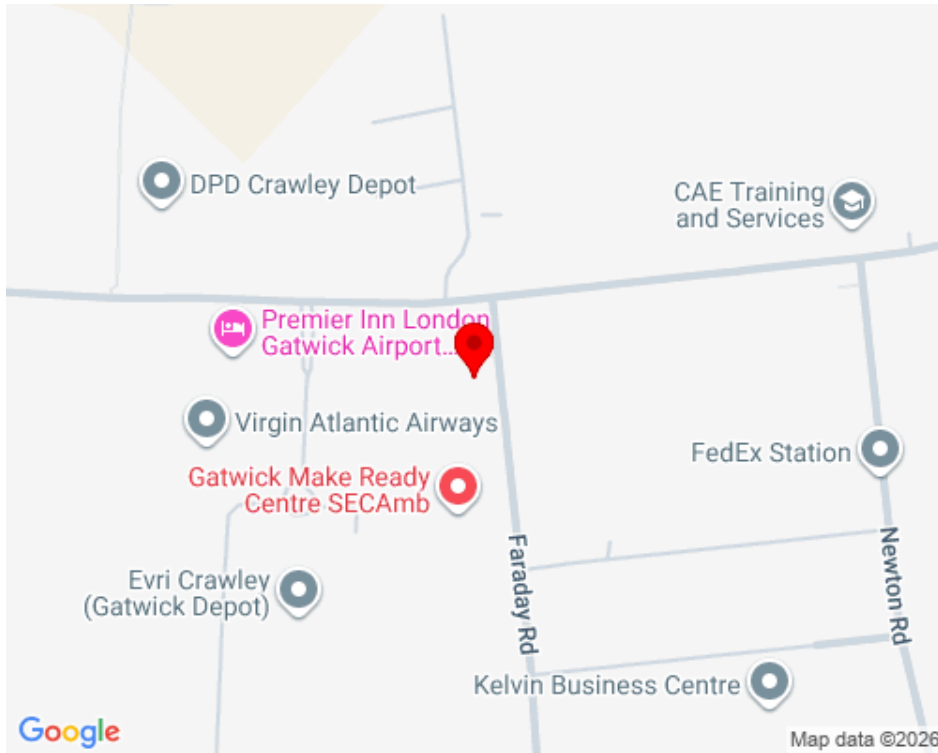 DPD Crawley Depot
CAE Training
and Services
Premier Inn London
Gatwick Airport...
Virgin Atlantic Airways
FedEx Station
Gatwick Make Ready
Centre SECAmb
Faraday Rd
Newton Rd
Evri Crawley
(Gatwick Depot)
Kelvin Business Centre
Google
Map data ©2026